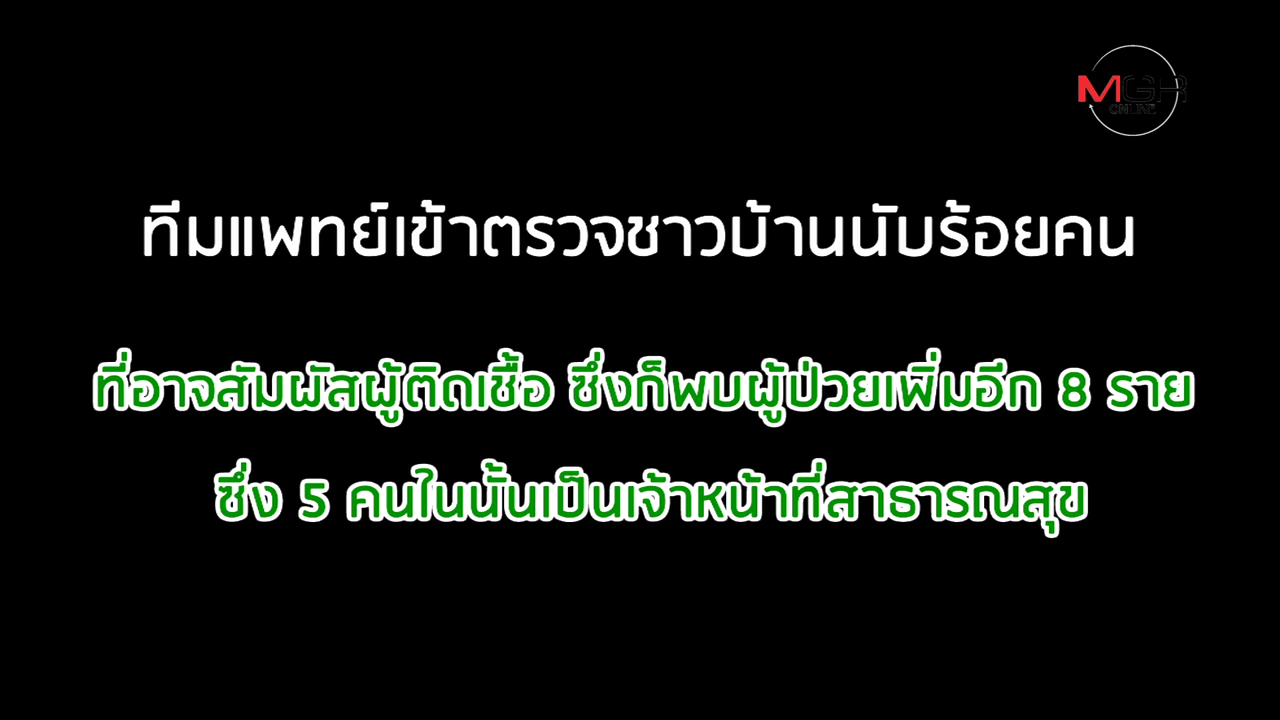 MGR
ONLINE
ทีมแพทย์เข้าตรวจชาวบ้านนับร้อยคน
ที่อาจสัมผัสผู้ติดเชื้อ ซึ่งก็พบผู้ป่วยเพิ่มอีก 8 ราย
ซึ่ง 5 คนในนั้นเป็นเจ้าหน้าที่สาธารณสุข